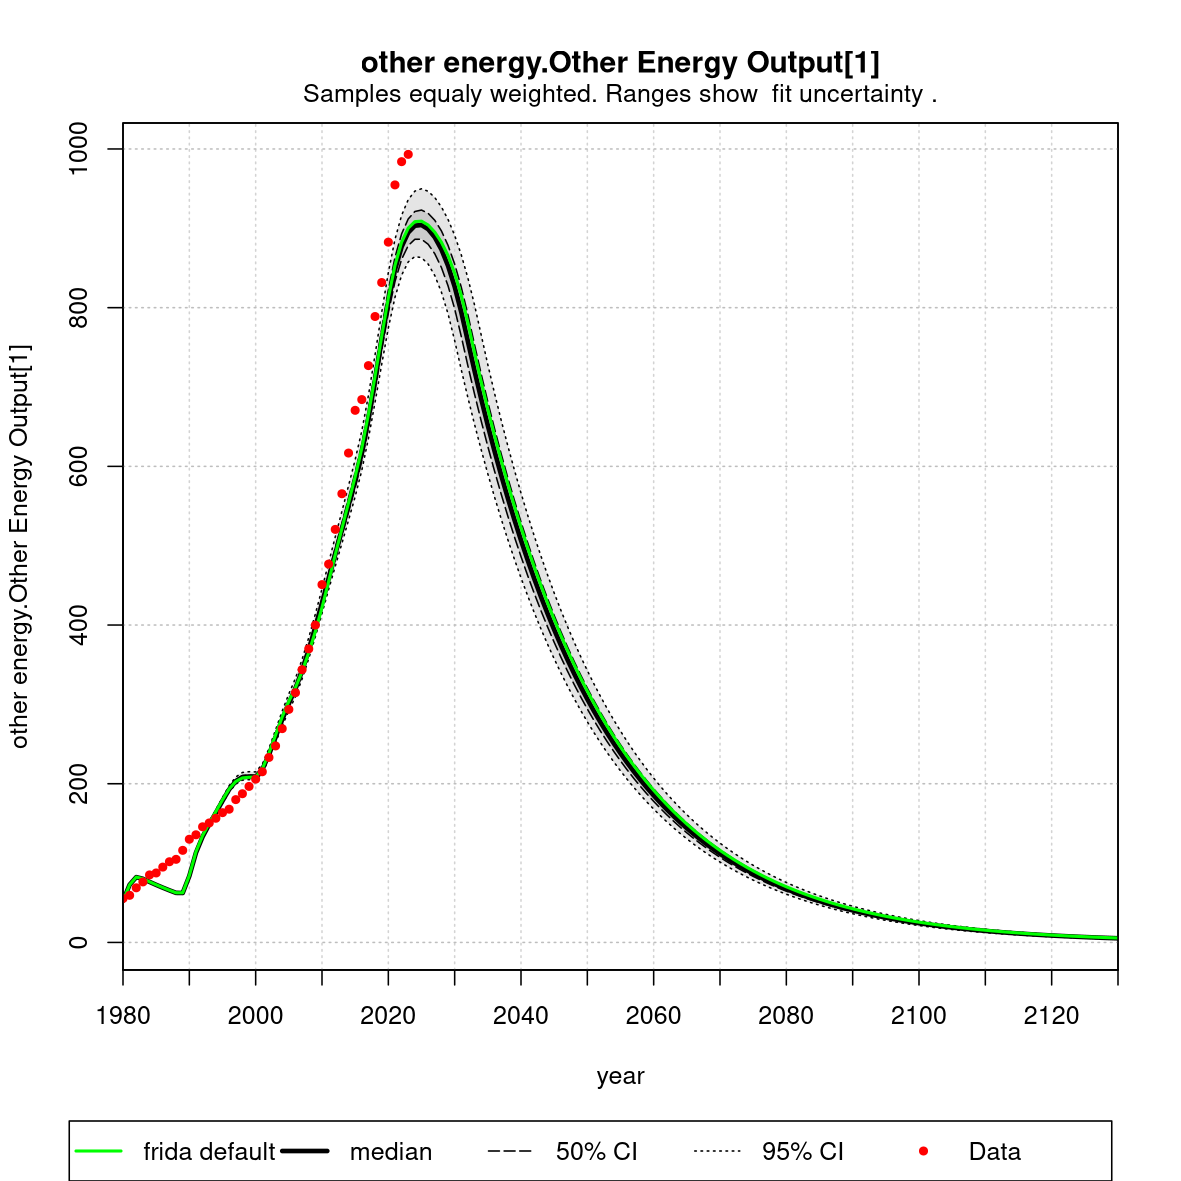 other energy.Other Energy Output[1]
Samples equaly weighted. Ranges show  fit uncertainty .
other energy.Other Energy Output[1]
1000
800
600
400
200
0
1980 2000 2020 2040 2060 2080 2100 2120
year
frida default median 50% CI 95% CI Data